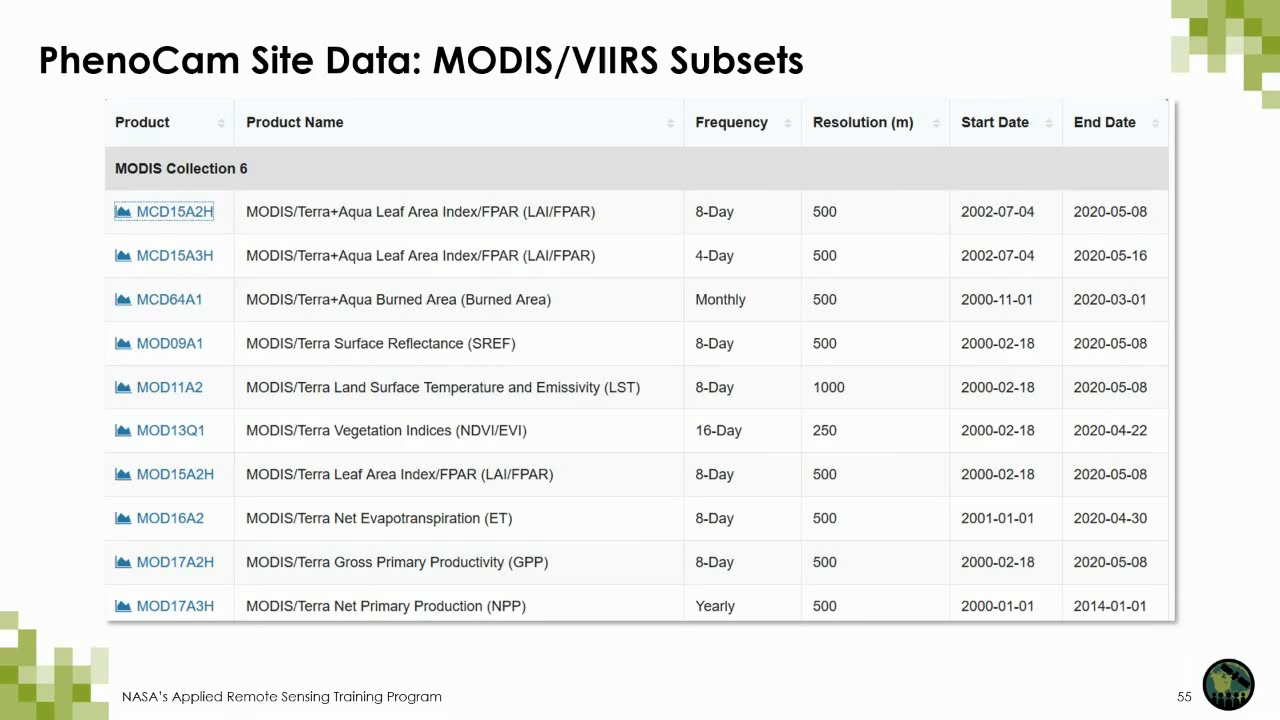 PhenoCam Site Data: MODIS/VIIRS Subsets
Product Product Name Frequency Resolution (m) Start Date End Date
MODIS Collection 6
MCD15A2H MODIS/Terra+Aqua Leaf Area Index/FPAR (LAI/FPAR) 8-Day 500 2002-07-04 2020-05-08
MCD15A3H MODIS/Terra+Aqua Leaf Area Index/FPAR (LAI/FPAR) 4-Day 500 2002-07-04 2020-05-16
MCD64A1 MODIS/Terra+Aqua Burned Area (Burned Area) Monthly 500 2000-11-01 2020-03-01
MOD09A1 MODIS/Terra Surface Reflectance (SREF) 8-Day 500 2000-02-18 2020-05-08
MOD11A2 MODIS/Terra Land Surface Temperature and Emissivity (LST) 8-Day 1000 2000-02-18 2020-05-08
MOD13Q1 MODIS/Terra Vegetation Indices (NDVI/EVI) 16-Day 250 2000-02-18 2020-04-22
MOD15A2H MODIS/Terra Leaf Area Index/FPAR (LAI/FPAR) 8-Day 500 2000-02-18 2020-05-08
MOD16A2 MODIS/Terra Net Evapotranspiration (ET) 8-Day 500 2001-01-01 2020-04-30
MOD17A2H MODIS/Terra Gross Primary Productivity (GPP) 8-Day 500 2000-02-18 2020-05-08
MOD17A3H MODIS/Terra Net Primary Production (NPP) Yearly 500 2000-01-01 2014-01-01
NASA's Applied Remote Sensing Training Program 55